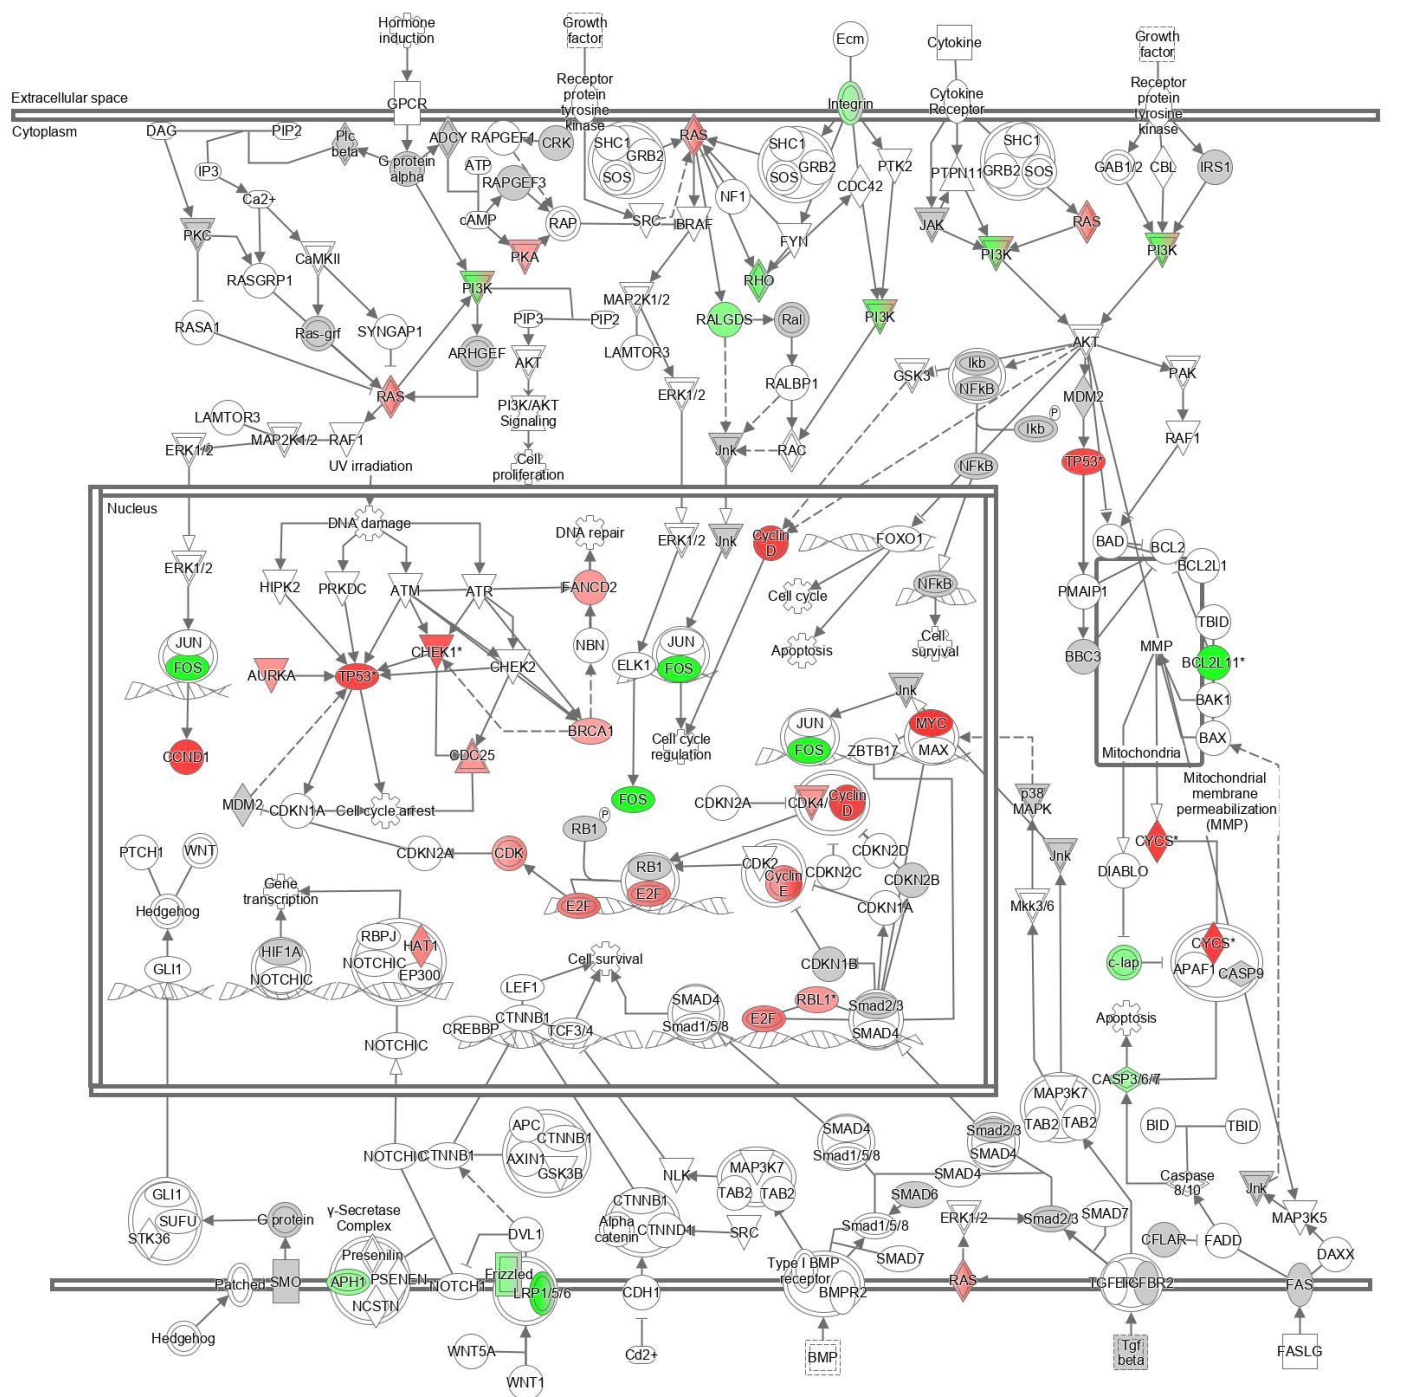 Hormone
induction
Growth
factor
Ecm
Cytokine
Growth
factor
Extracellular space
GPCR
Receptor
protein
tyrosine
kinase
Integrin
Cytokine
Receptor
Receptor
protein
tyrosine
kinase
Cytoplasm
DAG
PIP2
Plc
beta
ADCY
RAPGEF1
CRK
SHC1
GRB2
SOS
RAS
SHC1
GRB2
SOS
PTK2
PTPN11
SHC1
GRB2
SOS
GAB1/2
CBL
IRS1
IP3
G protein
alpha
ATP
RAPGEF3
Ca2+
cAMP
RAP
SRC
BRAF
NF1
CDC42
JAK
RAS
PKC
CaMKII
PKA
FYN
PI3K
PI3K
RASGRP1
PI3K
MAP2K1/2
RHO
RASA1
Ras-grf
SYNGAP1
PIP3
PIP2
RALGDS
Ral
PI3K
AKT
ARHGEF
AKT
LAMTOR3
GSK3
Ikb
NFkB
PAK
RAS
PI3K/AKT
Signaling
ERK1/2
RALBP1
MDM2
P
Ikb
LAMTOR3
ERK1/2
MAP2K1/2
RAF1
Jnk
RAC
RAF1
Cell
proliferation
UV irradiation
NFkB
TP53*
Nucleus
DNA damage
DNA repair
ERK1/2
Jnk
Cyclin
D
FOXO1
BAD
BCL2
BCL2L1
ERK1/2
HIPK2
PRKDC
ATM
ATR
FANCD2
Cell cycle
NFkB
PMAIP1
TBID
JUN
FOS
CHEK1*
NBN
JUN
FOS
Apoptosis
Cell
survival
MMP
BBC3
BCL2L11*
AURKA
TP53*
CHEK2
ELK1
Jnk
BAK1
BRCA1
CCND1
CDC25
Cell cycle
regulation
JUN
FOS
ZBTB17
MYC
MAX
BAX
Mitochondria
MDM2
CDKN1A
Cell cycle arrest
FOS
CDKN2A
CDK4/
Cyclin
D
p38
MAPK
Mitochondrial
membrane
permeabilization
(MMP)
P
RB1
PTCH1
WNT
CDKN2A
CDK
RB1
E2F
CDK2
Cyclin
E
CDKN2C
CDKN2D
CDKN2B
Jnk
CYCS*
DIABLO
Gene
transcription
Hedgehog
E2F
CDKN1A
Mkk3/6
HIF1A
NOTCHIC
RBPJ
NOTCHIC
HAT1
EP300
Cell survival
CDKN1B
c-Iap
CYCS*
APAF1
CASP9
GLI1
LEF1
SMAD4
Smad1/5/8
RBL1*
E2F
Smad2/3
SMAD4
CREBBP
CTNNB1
TCF3/4
Apoptosis
NOTCHIC
CASP3/6/7
MAP3K7
TAB2
TAB2
APC
CTNNB1
AXIN1
GSK3B
SMAD4
Smad1/5/8
Smad2/3
SMAD4
BID
TBID
NOTCHIC
CTNNB1
NLK
MAP3K7
TAB2
TAB2
SMAD4
Caspase
8/10
Jnk
GLI1
SUFU
STK36
G protein
γ-Secretase
Complex
CTNNB1
Alpha
catenin
CTNND1
SRC
SMAD6
Smad1/5/8
ERK1/2
Smad2/3
SMAD7
MAP3K5
DVL1
SMAD7
CFLAR
FADD
DAXX
Presenilin
Patched
SMO
APH1
PSENEN
NCSTN
NOTCH1
Frizzled
LRP1/5/6
CDH1
Type I BMP
receptor
BMPR2
RAS
FAS
Hedgehog
WNT5A
WNT1
Cd2+
BMP
Tgf
beta
FASLG